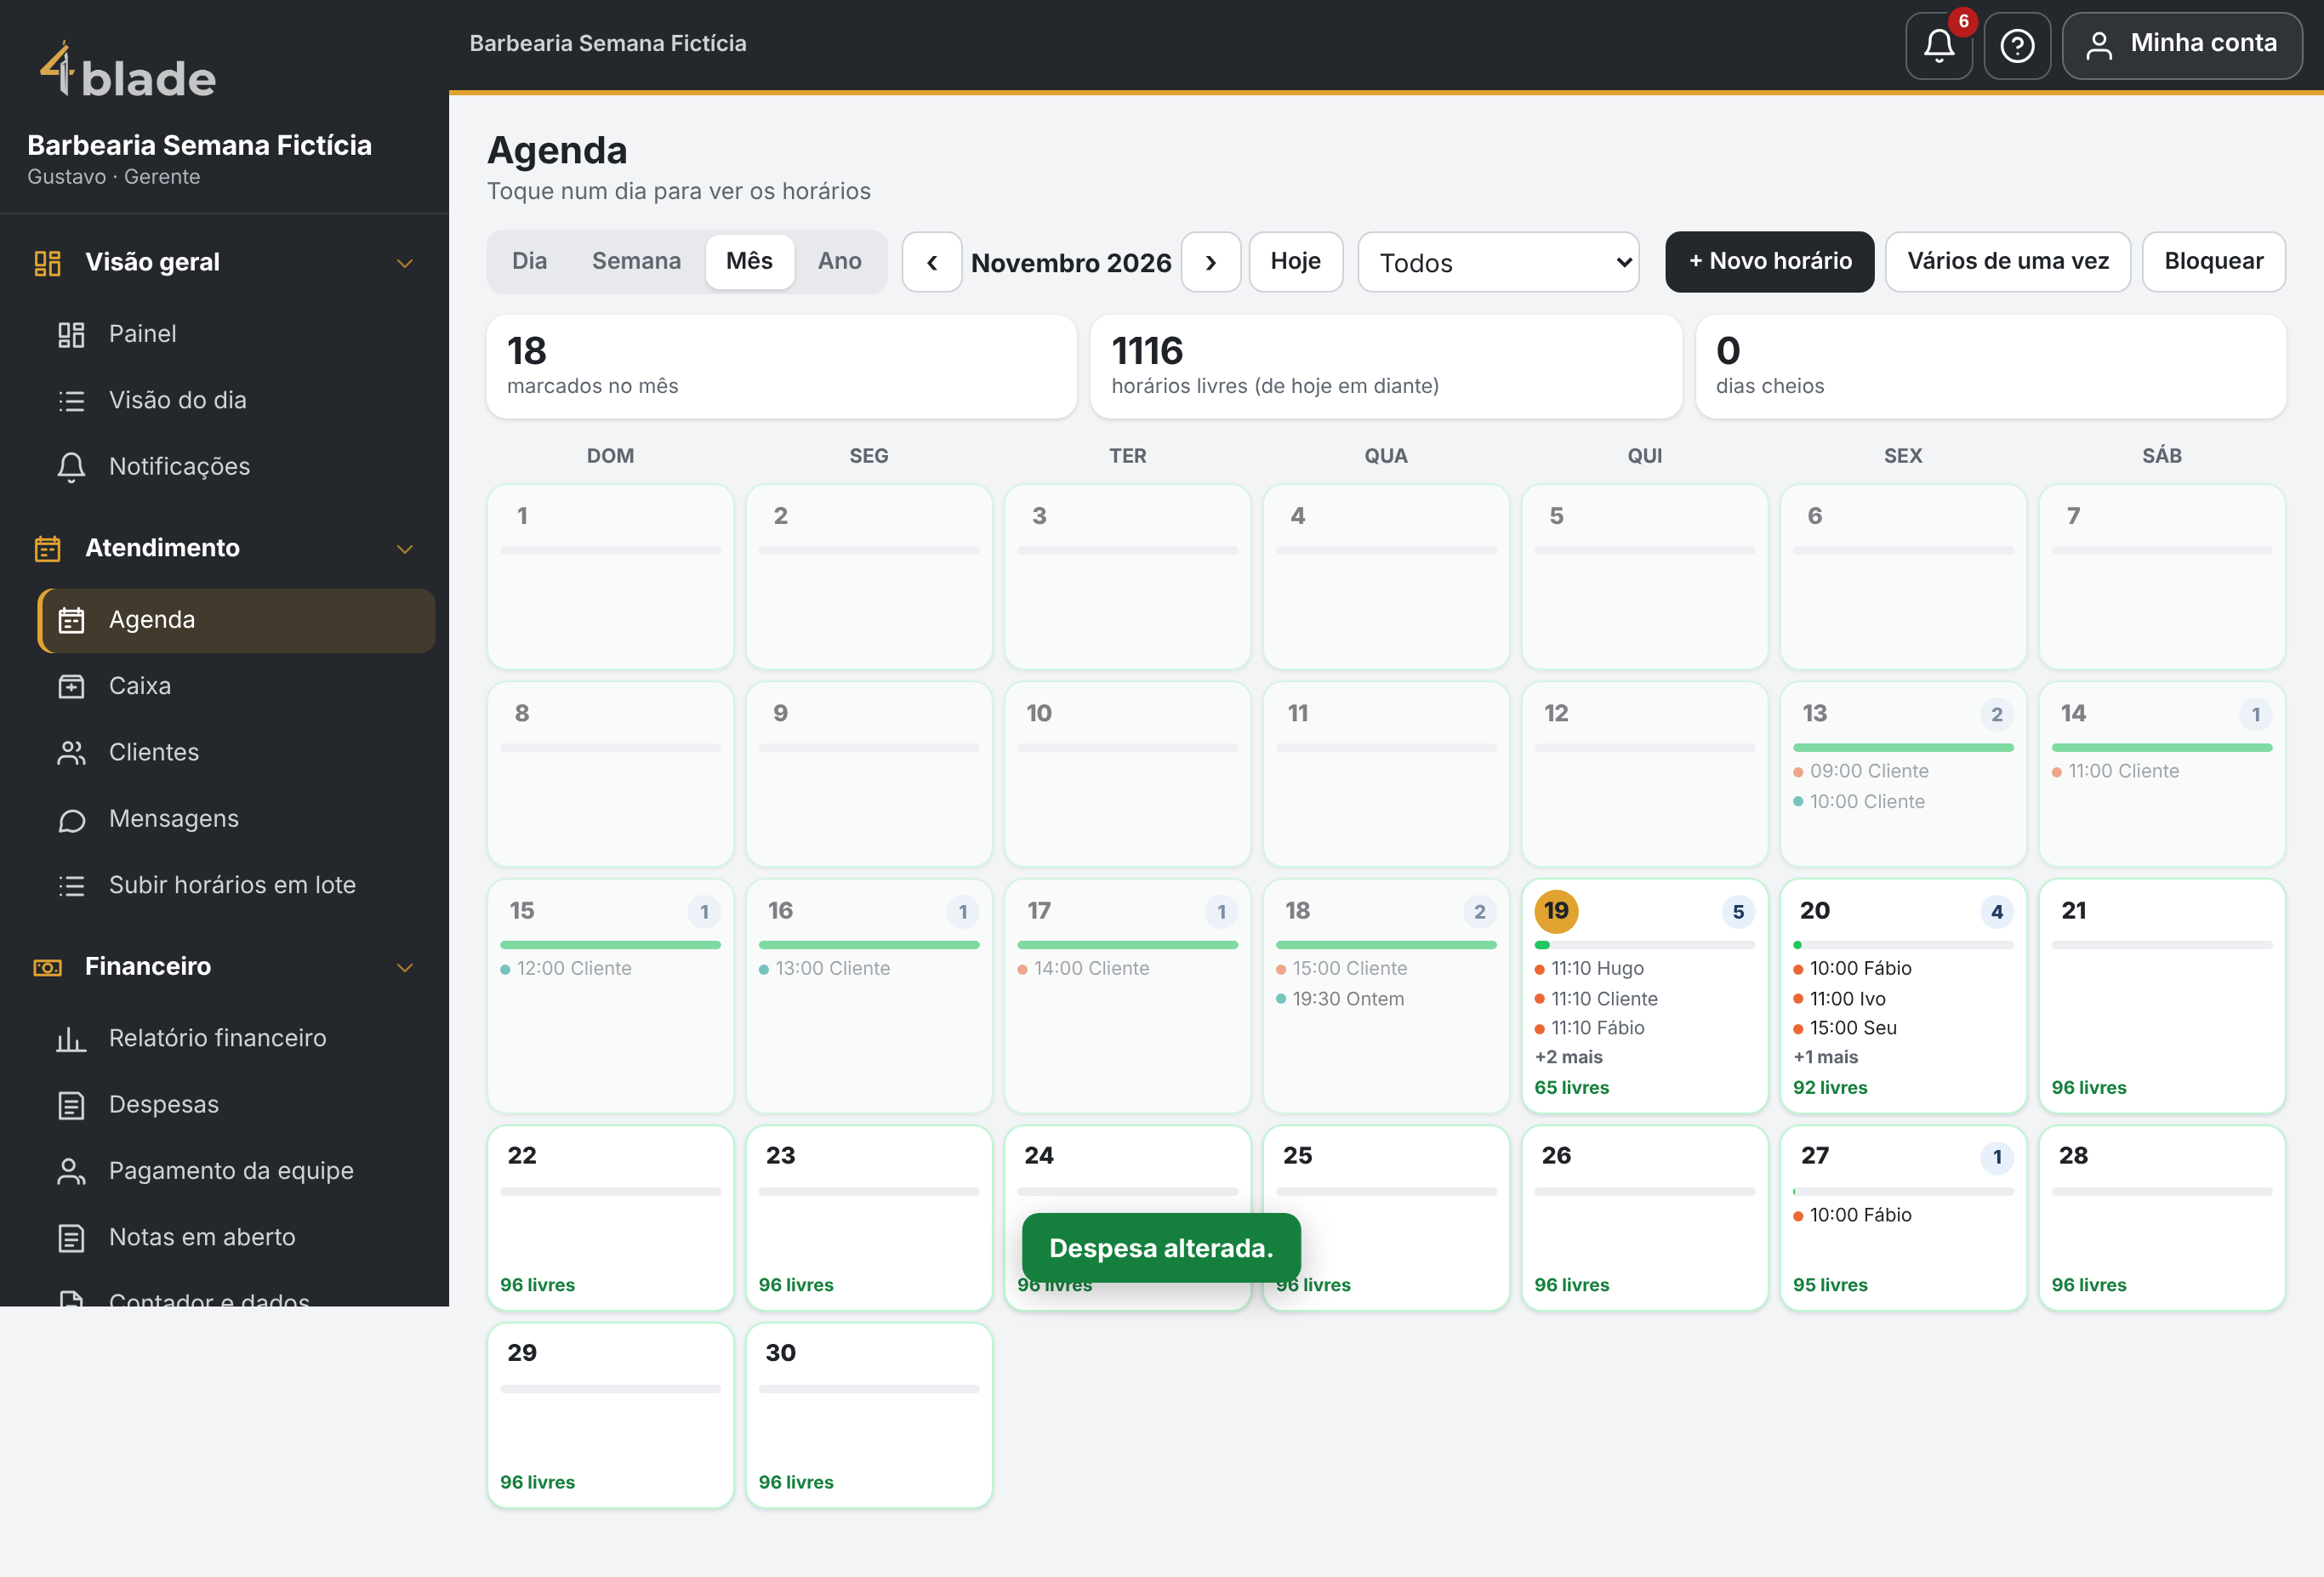 4blade
Barbearia Semana Fictícia
Gustavo · Gerente
Visão geral
Painel
Visão do dia
Notificações
Atendimento
Agenda
Caixa
Clientes
Mensagens
Subir horários em lote
Financeiro
Relatório financeiro
Despesas
Pagamento da equipe
Notas em aberto
Contador e dados
Barbearia Semana Fictícia
6
Minha conta
Agenda
Toque num dia para ver os horários
Dia Semana Mês Ano ‹ Novembro 2026 › Hoje Todos + Novo horário Vários de uma vez Bloquear
18
marcados no mês
1116
horários livres (de hoje em diante)
0
dias cheios
DOM SEG TER QUA QUI SEX SÁB
1 2 3 4 5 6 7
8 9 10 11 12
13 2
09:00 Cliente
10:00 Cliente
14 1
11:00 Cliente
15 1
12:00 Cliente
16 1
13:00 Cliente
17 1
14:00 Cliente
18 2
15:00 Cliente
19:30 Ontem
19 5
11:10 Hugo
11:10 Cliente
11:10 Fábio
+2 mais
65 livres
20 4
10:00 Fábio
11:00 Ivo
15:00 Seu
+1 mais
92 livres
21
96 livres
22
96 livres
23
96 livres
24
96 livres
25
96 livres
Despesa alterada.
26
96 livres
27 1
10:00 Fábio
95 livres
28
96 livres
29
96 livres
30
96 livres